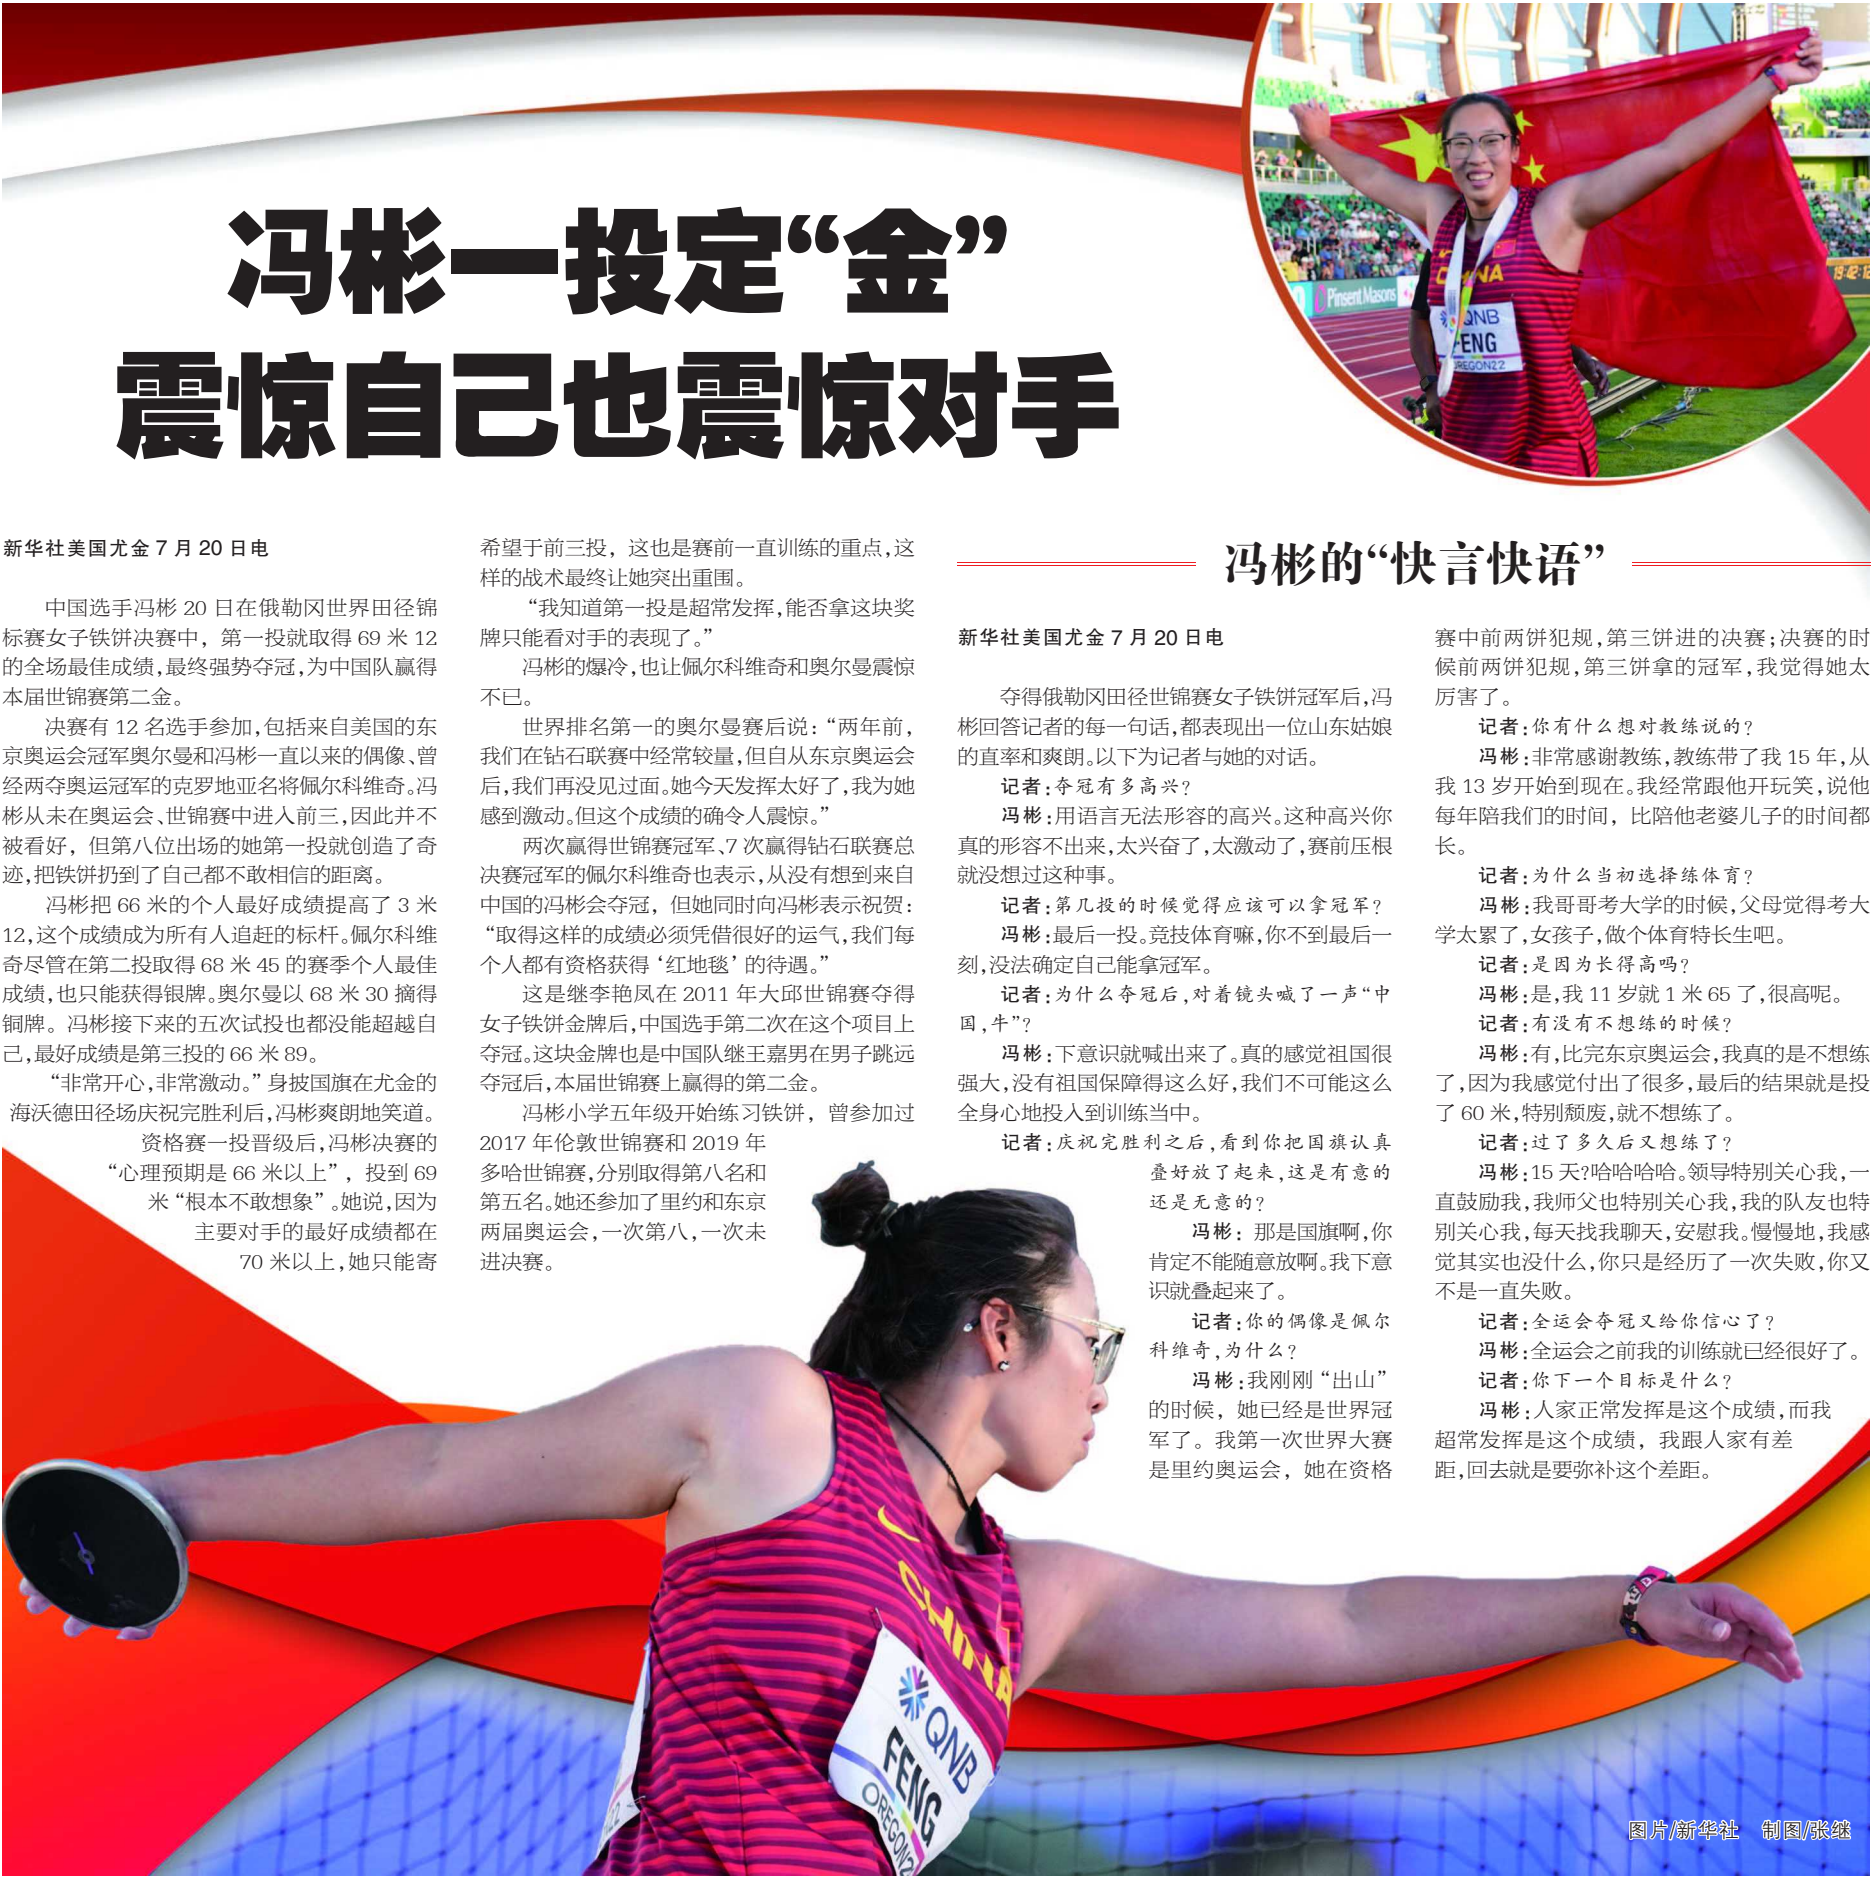 冯彬一投定“金”
震惊自己也震惊对手
19:42:12
Pinsent Masons
CHINA
QNB
FENG
OREGON22
新华社美国尤金7月20日电
中国选手冯彬20日在俄勒冈世界田径锦
标赛女子铁饼决赛中，第一投就取得69米12
的全场最佳成绩,最终强势夺冠,为中国队赢得
本届世锦赛第二金。
决赛有12名选手参加,包括来自美国的东
京奥运会冠军奥尔曼和冯彬一直以来的偶像、曾
经两夺奥运冠军的克罗地亚名将佩尔科维奇。冯
彬从未在奥运会、世锦赛中进入前三,因此并不
被看好，但第八位出场的她第一投就创造了奇
迹,把铁饼扔到了自己都不敢相信的距离。
冯彬把66米的个人最好成绩提高了3米
12,这个成绩成为所有人追赶的标杆。佩尔科维
奇尽管在第二投取得68米45的赛季个人最佳
成绩,也只能获得银牌。奥尔曼以68米30摘得
铜牌。冯彬接下来的五次试投也都没能超越自
己,最好成绩是第三投的66米89。
“非常开心,非常激动。”身披国旗在尤金的
海沃德田径场庆祝完胜利后,冯彬爽朗地笑道。
资格赛一投晋级后,冯彬决赛的
“心理预期是66米以上”，投到69
米“根本不敢想象”。她说,因为
主要对手的最好成绩都在
70米以上,她只能寄
希望于前三投，这也是赛前一直训练的重点,这
样的战术最终让她突出重围。
“我知道第一投是超常发挥,能否拿这块奖
牌只能看对手的表现了。”
冯彬的爆冷,也让佩尔科维奇和奥尔曼震惊
不已。
世界排名第一的奥尔曼赛后说：“两年前,
我们在钻石联赛中经常较量,但自从东京奥运会
后,我们再没见过面。她今天发挥太好了,我为她
感到激动。但这个成绩的确令人震惊。”
两次赢得世锦赛冠军、7次赢得钻石联赛总
决赛冠军的佩尔科维奇也表示,从没有想到来自
中国的冯彬会夺冠，但她同时向冯彬表示祝贺：
“取得这样的成绩必须凭借很好的运气,我们每
个人都有资格获得‘红地毯’的待遇。”
这是继李艳凤在2011年大邱世锦赛夺得
女子铁饼金牌后,中国选手第二次在这个项目上
夺冠。这块金牌也是中国队继王嘉男在男子跳远
夺冠后,本届世锦赛上赢得的第二金。
冯彬小学五年级开始练习铁饼，曾参加过
2017年伦敦世锦赛和2019年
多哈世锦赛,分别取得第八名和
第五名。她还参加了里约和东京
两届奥运会,一次第八,一次未
进决赛。
冯彬的“快言快语”
新华社美国尤金7月20日电
夺得俄勒冈田径世锦赛女子铁饼冠军后,冯
彬回答记者的每一句话,都表现出一位山东姑娘
的直率和爽朗。以下为记者与她的对话。
记者:夺冠有多高兴?
冯彬:用语言无法形容的高兴。这种高兴你
真的形容不出来,太兴奋了,太激动了,赛前压根
就没想过这种事。
记者:第几投的时候觉得应该可以拿冠军?
冯彬:最后一投。竞技体育嘛,你不到最后一
刻,没法确定自己能拿冠军。
记者:为什么夺冠后,对着镜头喊了一声“中
国,牛”?
冯彬:下意识就喊出来了。真的感觉祖国很
强大,没有祖国保障得这么好,我们不可能这么
全身心地投入到训练当中。
记者:庆祝完胜利之后,看到你把国旗认真
叠好放了起来,这是有意的
还是无意的?
冯彬：那是国旗啊,你
肯定不能随意放啊。我下意
识就叠起来了。
记者:你的偶像是佩尔
科维奇,为什么?
冯彬:我刚刚“出山”
的时候，她已经是世界冠
军了。我第一次世界大赛
是里约奥运会，她在资格
赛中前两饼犯规,第三饼进的决赛;决赛的时
候前两饼犯规,第三饼拿的冠军,我觉得她太
厉害了。
记者:你有什么想对教练说的?
冯彬:非常感谢教练,教练带了我15年,从
我13岁开始到现在。我经常跟他开玩笑,说他
每年陪我们的时间，比陪他老婆儿子的时间都
长。
记者:为什么当初选择练体育?
冯彬:我哥哥考大学的时候,父母觉得考大
学太累了,女孩子,做个体育特长生吧。
记者:是因为长得高吗?
冯彬:是,我11岁就1米65了,很高呢。
记者:有没有不想练的时候?
冯彬:有,比完东京奥运会,我真的是不想练
了,因为我感觉付出了很多,最后的结果就是投
了60米,特别颓废,就不想练了。
记者:过了多久后又想练了?
冯彬:15天?哈哈哈哈。领导特别关心我,一
直鼓励我,我师父也特别关心我,我的队友也特
别关心我,每天找我聊天,安慰我。慢慢地,我感
觉其实也没什么,你只是经历了一次失败,你又
不是一直失败。
记者:全运会夺冠又给你信心了?
冯彬:全运会之前我的训练就已经很好了。
记者:你下一个目标是什么?
冯彬:人家正常发挥是这个成绩,而我
超常发挥是这个成绩，我跟人家有差
距,回去就是要弥补这个差距。
CHINA
QNB
FENG
OREGON22
图片/新华社 制图/张继